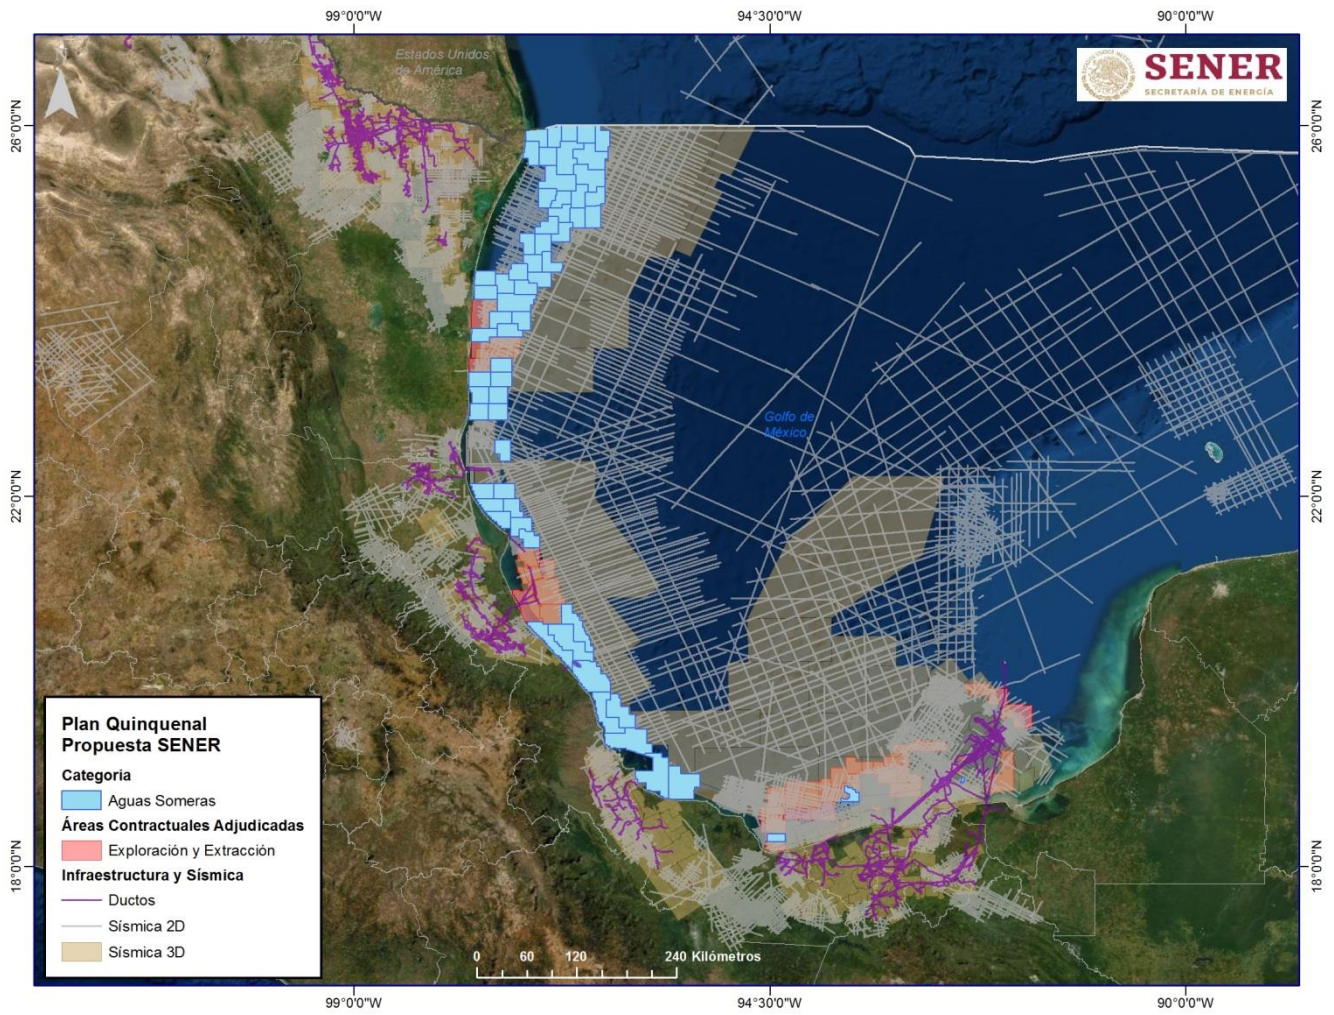 99°0'0"W
94°30'0"W
90°0'0"W
Estados Unidos
de América
SENER
SECRETARÍA DE ENERGÍA
26°0'0"N
26°0'0"N
Golfo de
México
22°0'0"N
22°0'0"N
Plan Quinquenal
Propuesta SENER
Categoría
Aguas Someras
Áreas Contractuales Adjudicadas
Exploración y Extracción
Infraestructura y Sísmica
Ductos
Sísmica 2D
Sísmica 3D
18°0'0"N
18°0'0"N
0 60 120 240 Kilómetros
99°0'0"W
94°30'0"W
90°0'0"W